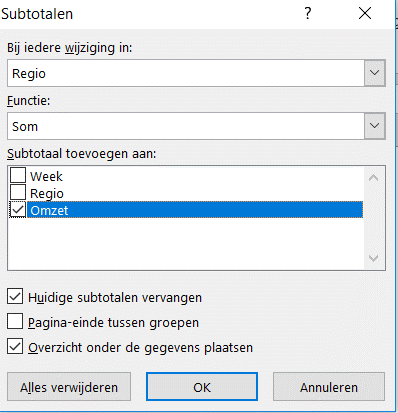 Subtotalen
?
Bij iedere wijziging in:
Regio
Functie:
Som
Subtotaal toevoegen aan:
Week
Regio
Omzet
Huidige subtotalen vervangen
Pagina-einde tussen groepen
Overzicht onder de gegevens plaatsen
Alles verwijderen OK Annuleren